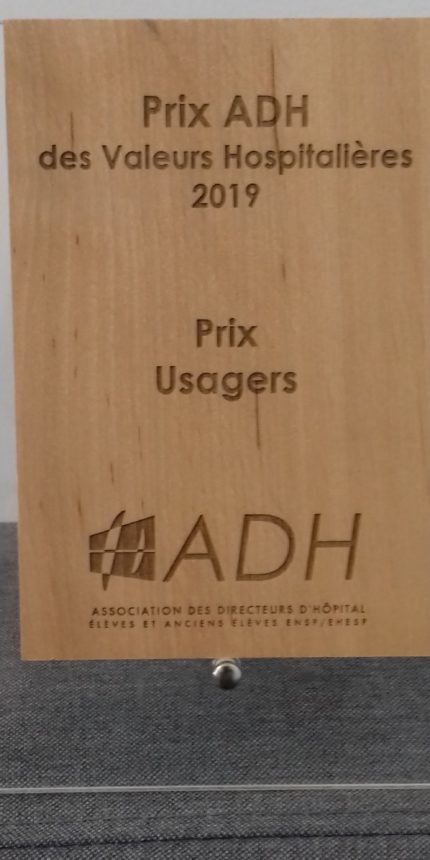 Prix ADH
des Valeurs Hospitalières
2019
Prix
Usagers
ADH
ASSOCIATION DES DIRECTEURS D'HÔPITAL
ÉLÈVES ET ANCIENS ÉLÈVES ENSP/EHESP